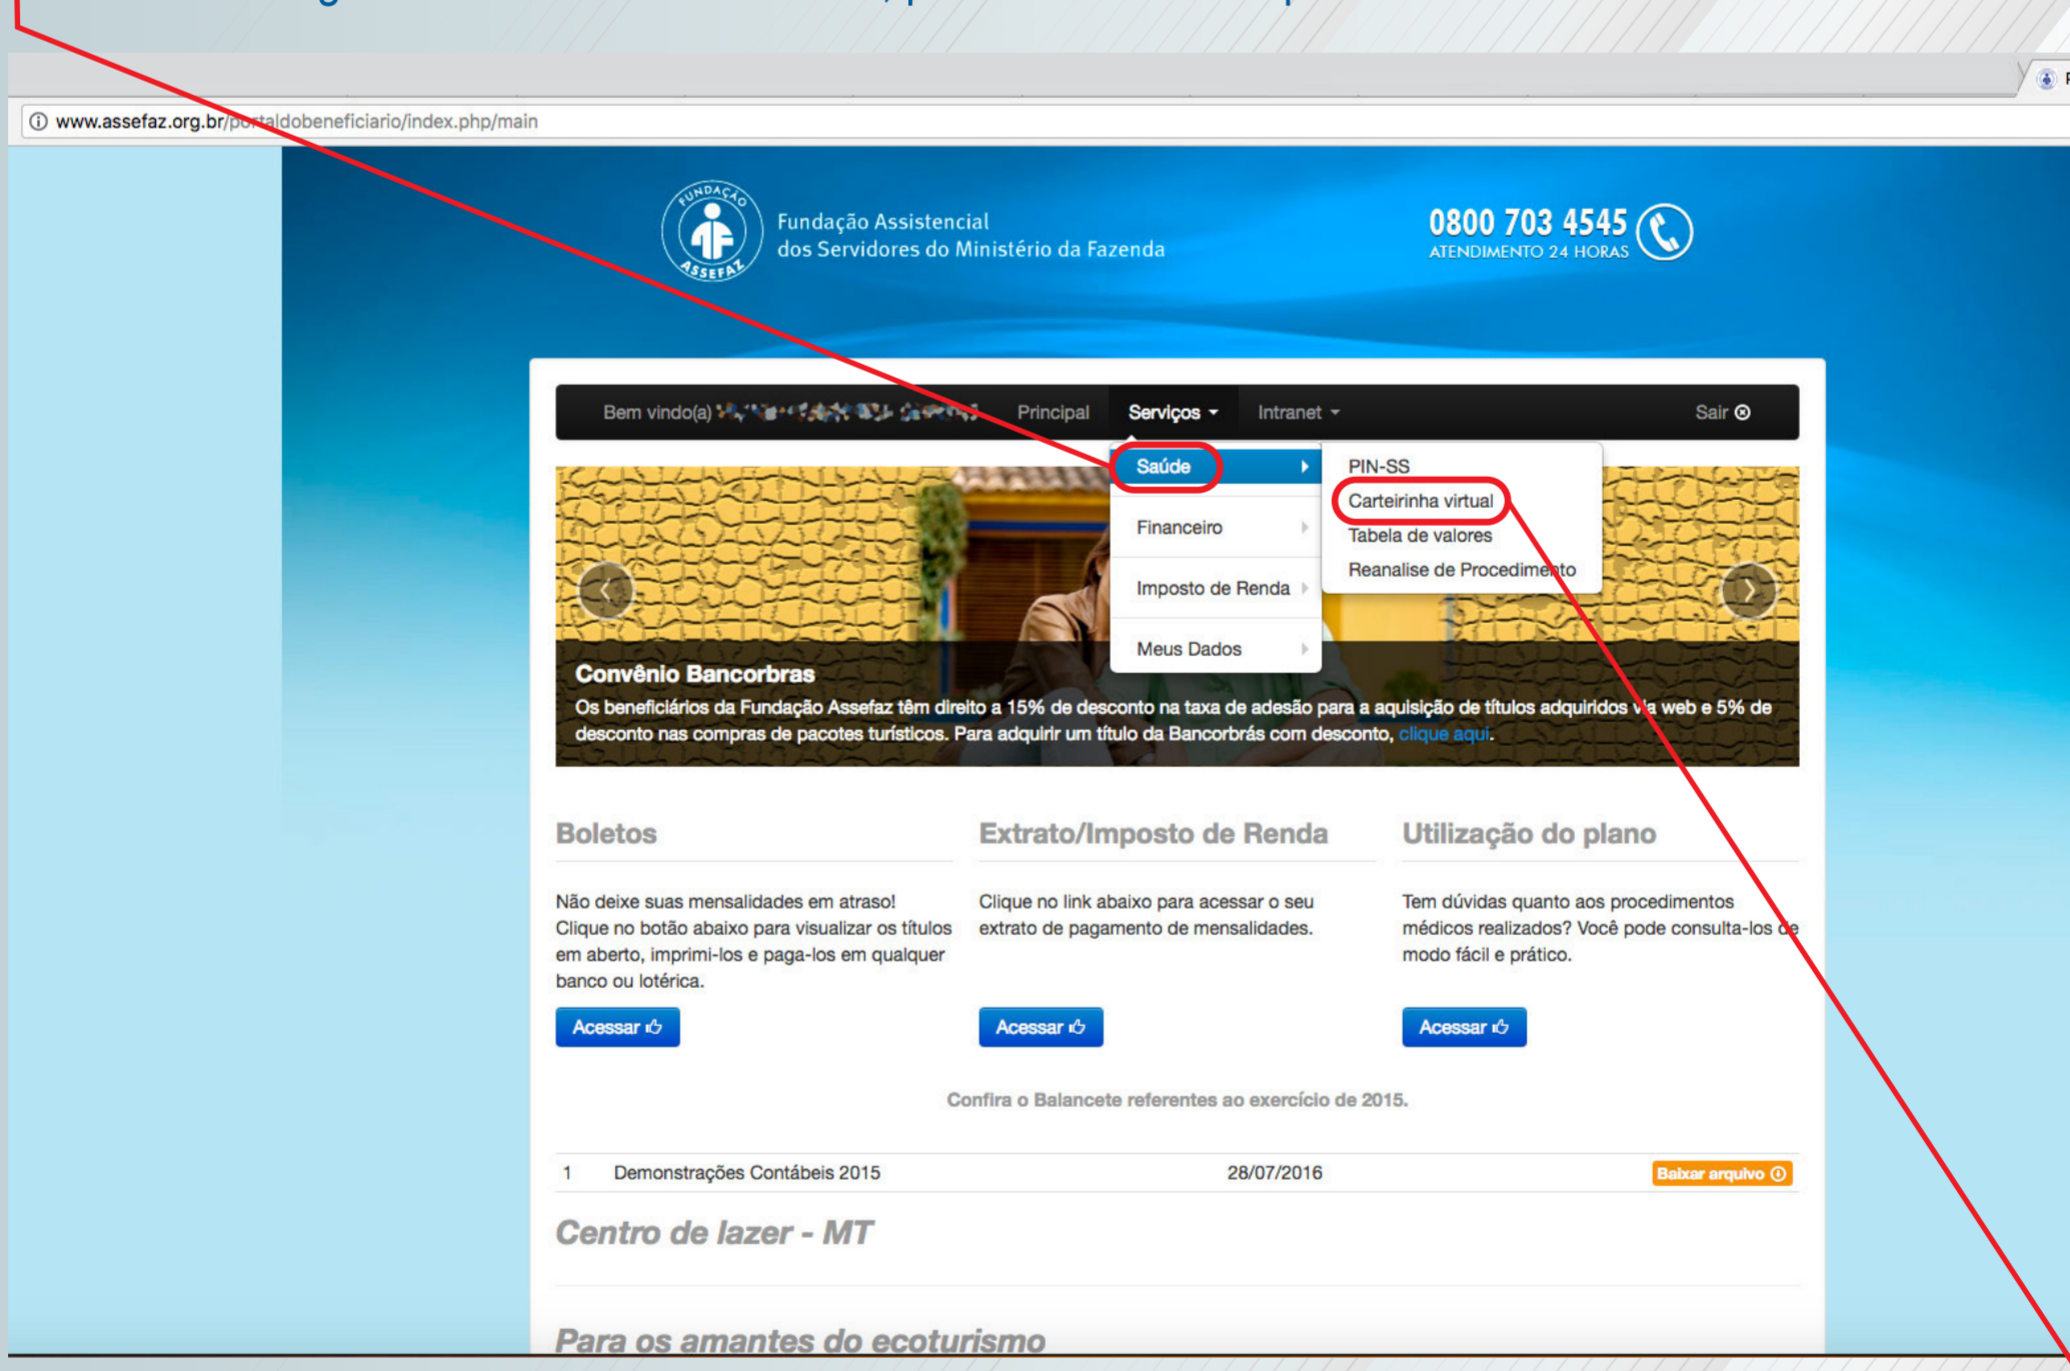 www.assefaz.org.br/portaldobeneficiario/index.php/main
FUNDAÇÃO
ASSEFAZ
Fundação Assistencial
dos Servidores do Ministério da Fazenda
0800 703 4545
ATENDIMENTO 24 HORAS
Bem vindo(a)
Principal
Serviços
Intranet
Sair
Saúde
Financeiro
Imposto de Renda
Meus Dados
PIN-SS
Carteirinha virtual
Tabela de valores
Reanalise de Procedimento
Convênio Bancorbras
Os beneficiários da Fundação Assefaz têm direito a 15% de desconto na taxa de adesão para a aquisição de títulos adquiridos via web e 5% de
desconto nas compras de pacotes turísticos. Para adquirir um título da Bancorbrás com desconto, clique aqui.
Boletos
Não deixe suas mensalidades em atraso!
Clique no botão abaixo para visualizar os títulos
em aberto, imprimi-los e paga-los em qualquer
banco ou lotérica.
Acessar
Extrato/Imposto de Renda
Clique no link abaixo para acessar o seu
extrato de pagamento de mensalidades.
Acessar
Utilização do plano
Tem dúvidas quanto aos procedimentos
médicos realizados? Você pode consulta-los de
modo fácil e prático.
Acessar
Confira o Balancete referentes ao exercício de 2015.
1 Demonstrações Contábeis 2015 28/07/2016 Baixar arquivo
Centro de lazer - MT
Para os amantes do ecoturismo